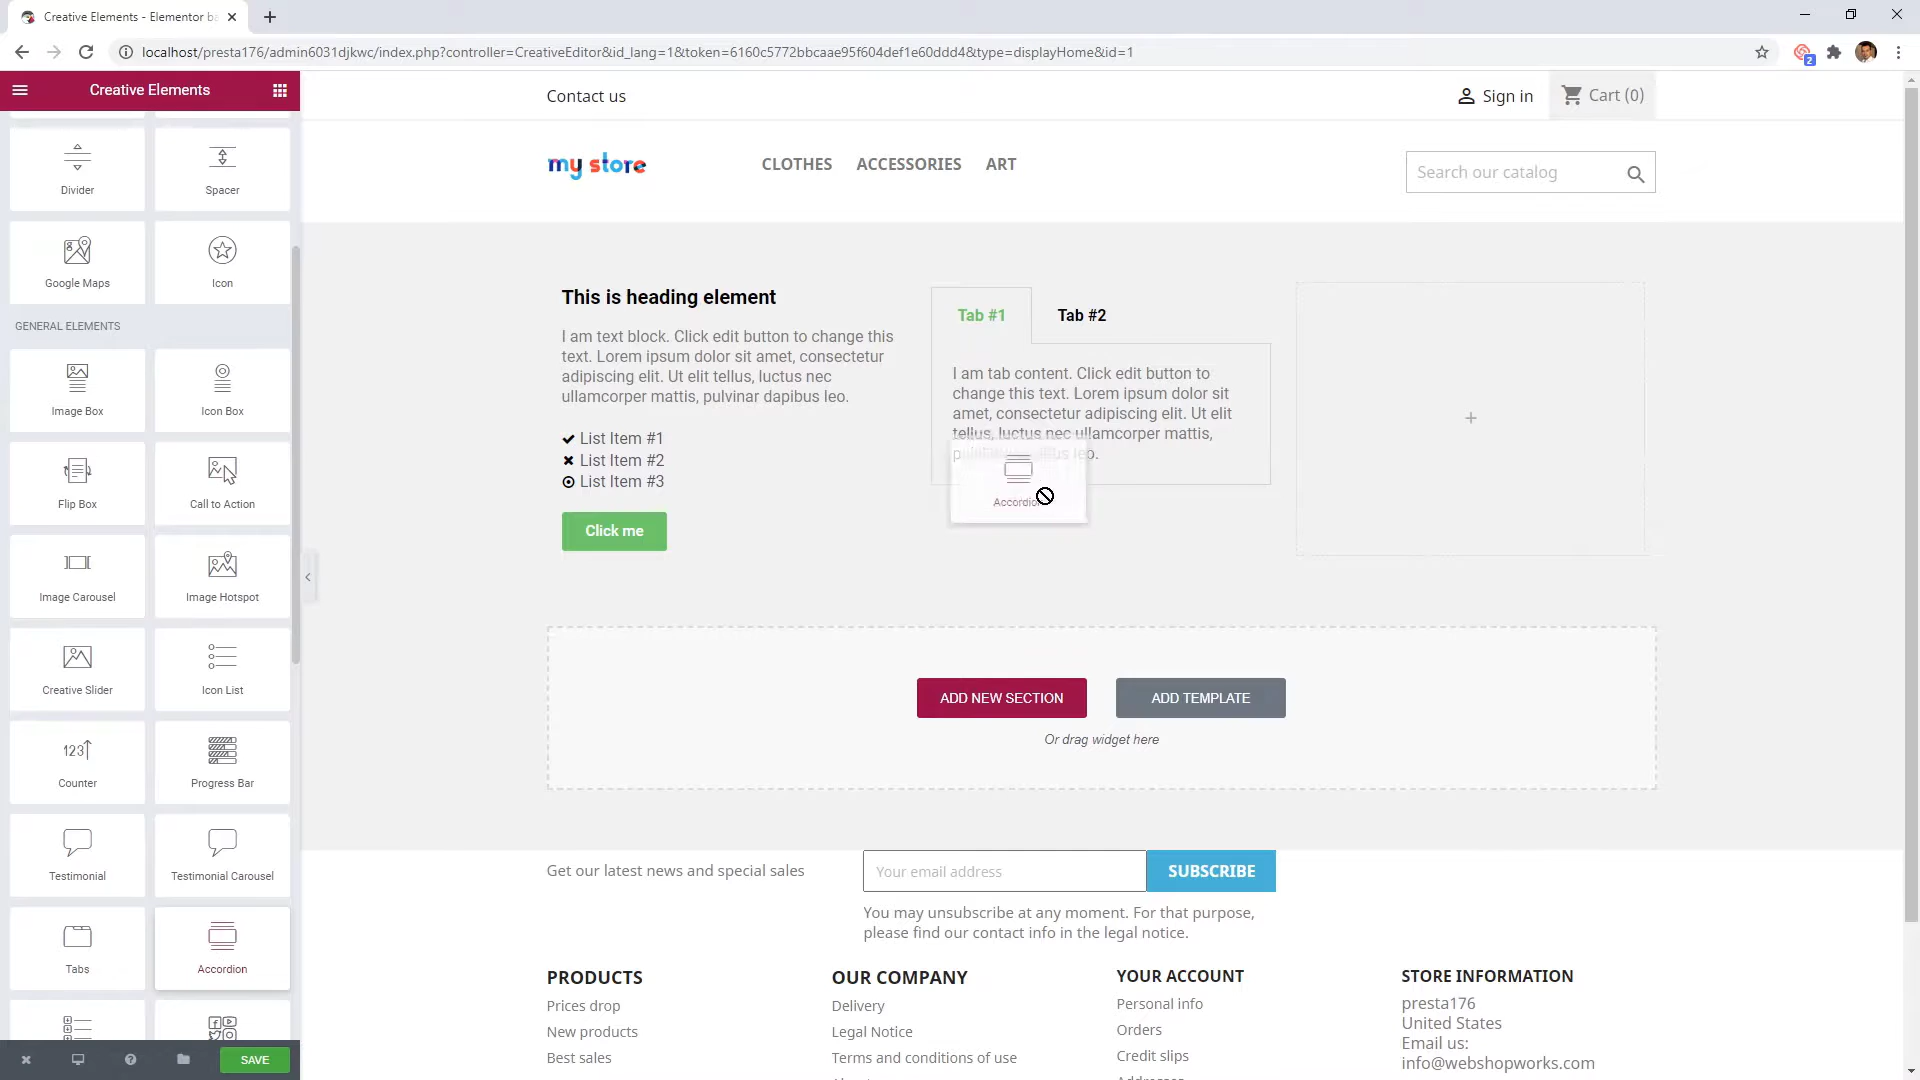 Creative Elements - Elementor ba
localhost/presta176/admin6031djkwc/index.php?controller=CreativeEditor&id_lang=1&token=6160c5772bbcaae95f604def1e60ddd4&type=displayHome&id=1
2
Creative Elements
Divider
Spacer
Google Maps
Icon
GENERAL ELEMENTS
Image Box
Icon Box
Flip Box
Call to Action
Image Carousel
Image Hotspot
Creative Slider
Icon List
123
Counter
Progress Bar
Testimonial
Testimonial Carousel
Tabs
Accordion
SAVE
Contact us
Sign in
Cart (0)
my store
CLOTHES
ACCESSORIES
ART
Search our catalog
This is heading element
I am text block. Click edit button to change this
text. Lorem ipsum dolor sit amet, consectetur
adipiscing elit. Ut elit tellus, luctus nec
ullamcorper mattis, pulvinar dapibus leo.
List Item #1
List Item #2
List Item #3
Click me
Tab #1
Tab #2
I am tab content. Click edit button to
change this text. Lorem ipsum dolor sit
amet, consectetur adipiscing elit. Ut elit
tellus, luctus nec ullamcorper mattis,
leo.
Accordion
+
ADD NEW SECTION
ADD TEMPLATE
Or drag widget here
Get our latest news and special sales
Your email address
SUBSCRIBE
You may unsubscribe at any moment. For that purpose,
please find our contact info in the legal notice.
PRODUCTS
Prices drop
New products
Best sales
OUR COMPANY
Delivery
Legal Notice
Terms and conditions of use
YOUR ACCOUNT
Personal info
Orders
Credit slips
STORE INFORMATION
presta176
United States
Email us:
info@webshopworks.com